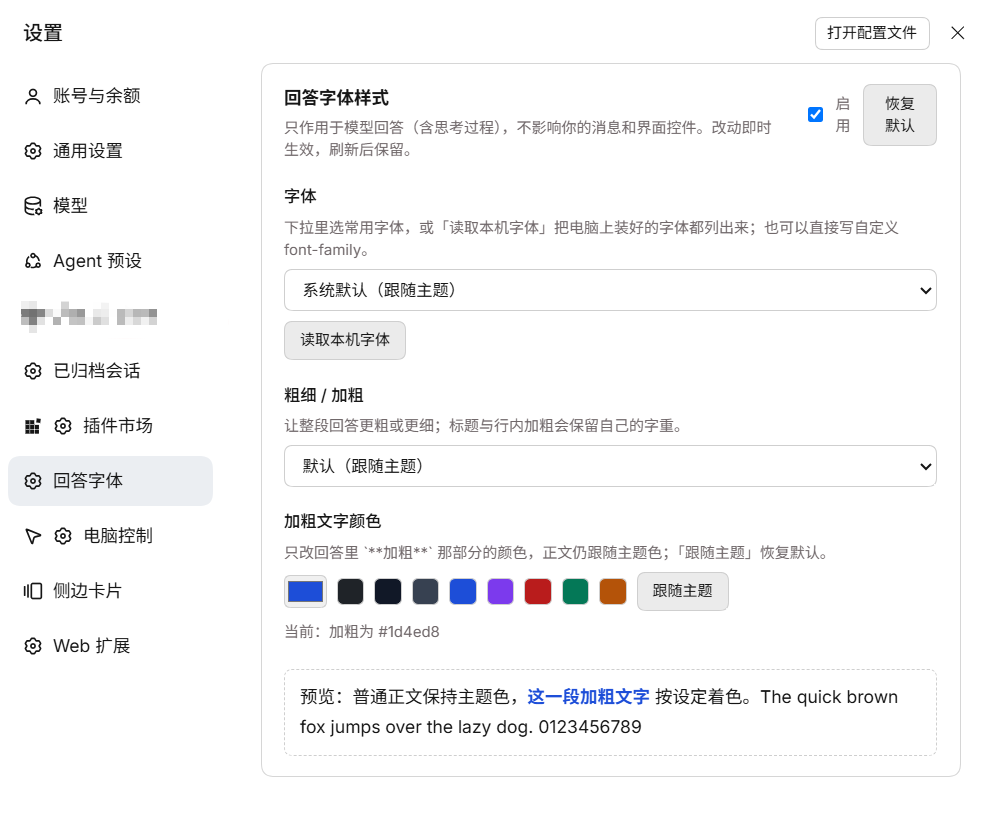 设置
打开配置文件
账号与余额
通用设置
模型
Agent 预设
已归档会话
插件市场
回答字体
电脑控制
侧边卡片
Web 扩展
回答字体样式
只作用于模型回答（含思考过程），不影响你的消息和界面控件。改动即时
生效，刷新后保留。
启
用
恢复
默认
字体
下拉里选常用字体，或「读取本机字体」把电脑上装好的字体都列出来；也可以直接写自定义
font-family。
系统默认（跟随主题）
读取本机字体
粗细 / 加粗
让整段回答更粗或更细；标题与行内加粗会保留自己的字重。
默认（跟随主题）
加粗文字颜色
只改回答里 `**加粗**` 那部分的颜色，正文仍跟随主题色；「跟随主题」恢复默认。
跟随主题
当前：加粗为 #1d4ed8
预览：普通正文保持主题色，这一段加粗文字 按设定着色。The quick brown
fox jumps over the lazy dog. 0123456789